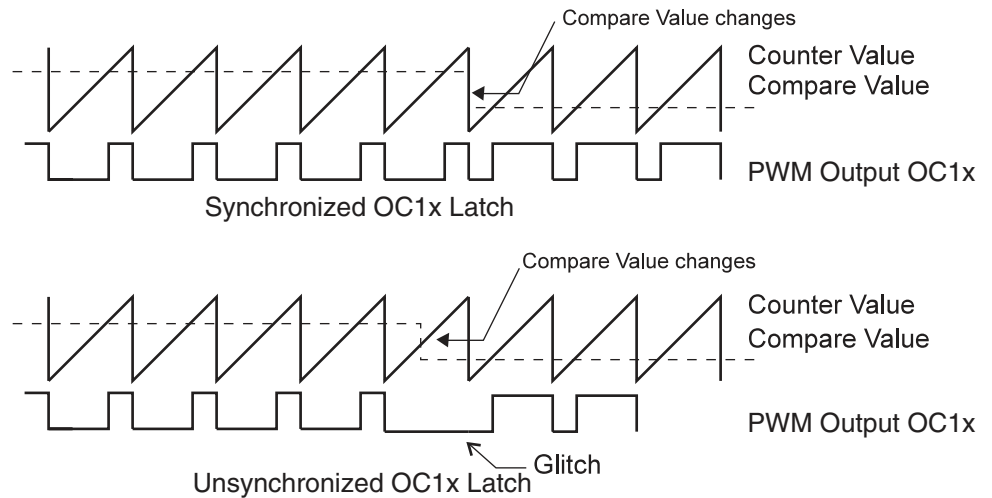 Compare Value changes
Counter Value
Compare Value
PWM Output OC1x
Synchronized OC1x Latch
Compare Value changes
Counter Value
Compare Value
PWM Output OC1x
Glitch
Unsynchronized OC1x Latch